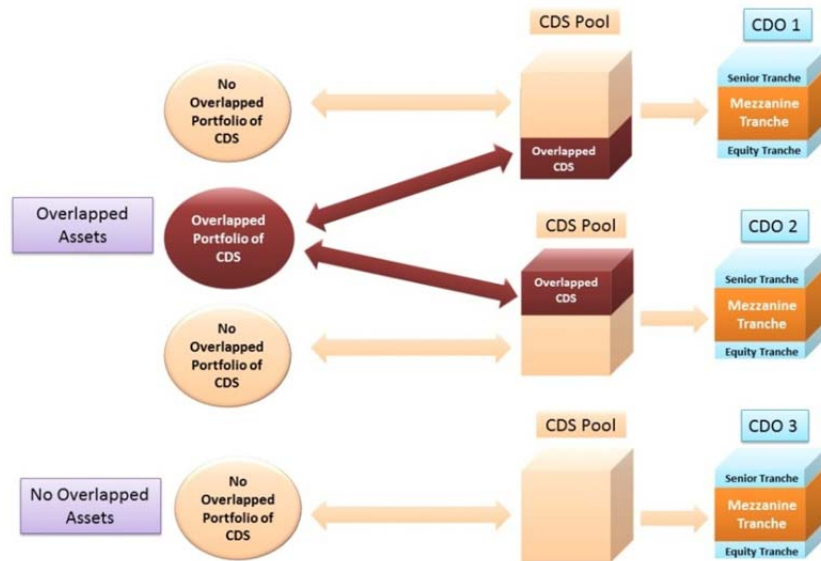 CDS Pool
CDO 1
No
Overlapped
Portfolio of
CDS
Overlapped
CDS
Senior Tranche
Mezzanine
Tranche
Equity Tranche
Overlapped
Assets
Overlapped
Portfolio of
CDS
CDS Pool
CDO 2
Overlapped
CDS
Senior Tranche
Mezzanine
Tranche
Equity Tranche
No
Overlapped
Portfolio of
CDS
CDS Pool
CDO 3
No Overlapped
Assets
No
Overlapped
Portfolio of
CDS
Senior Tranche
Mezzanine
Tranche
Equity Tranche